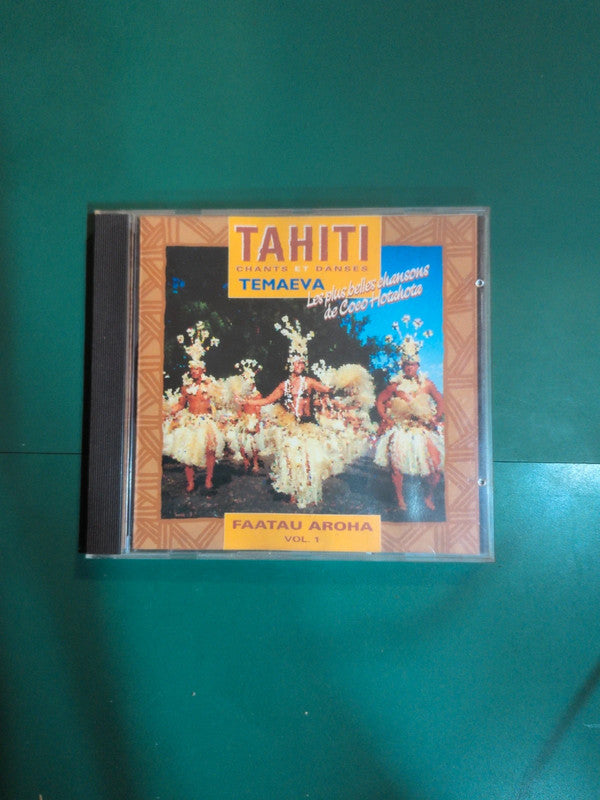 TAHITI
CHANTS ET DANSES
TEMAEVA
Les plus belles chansons
de Coco Hotahota
FAATAU AROHA
VOL. 1